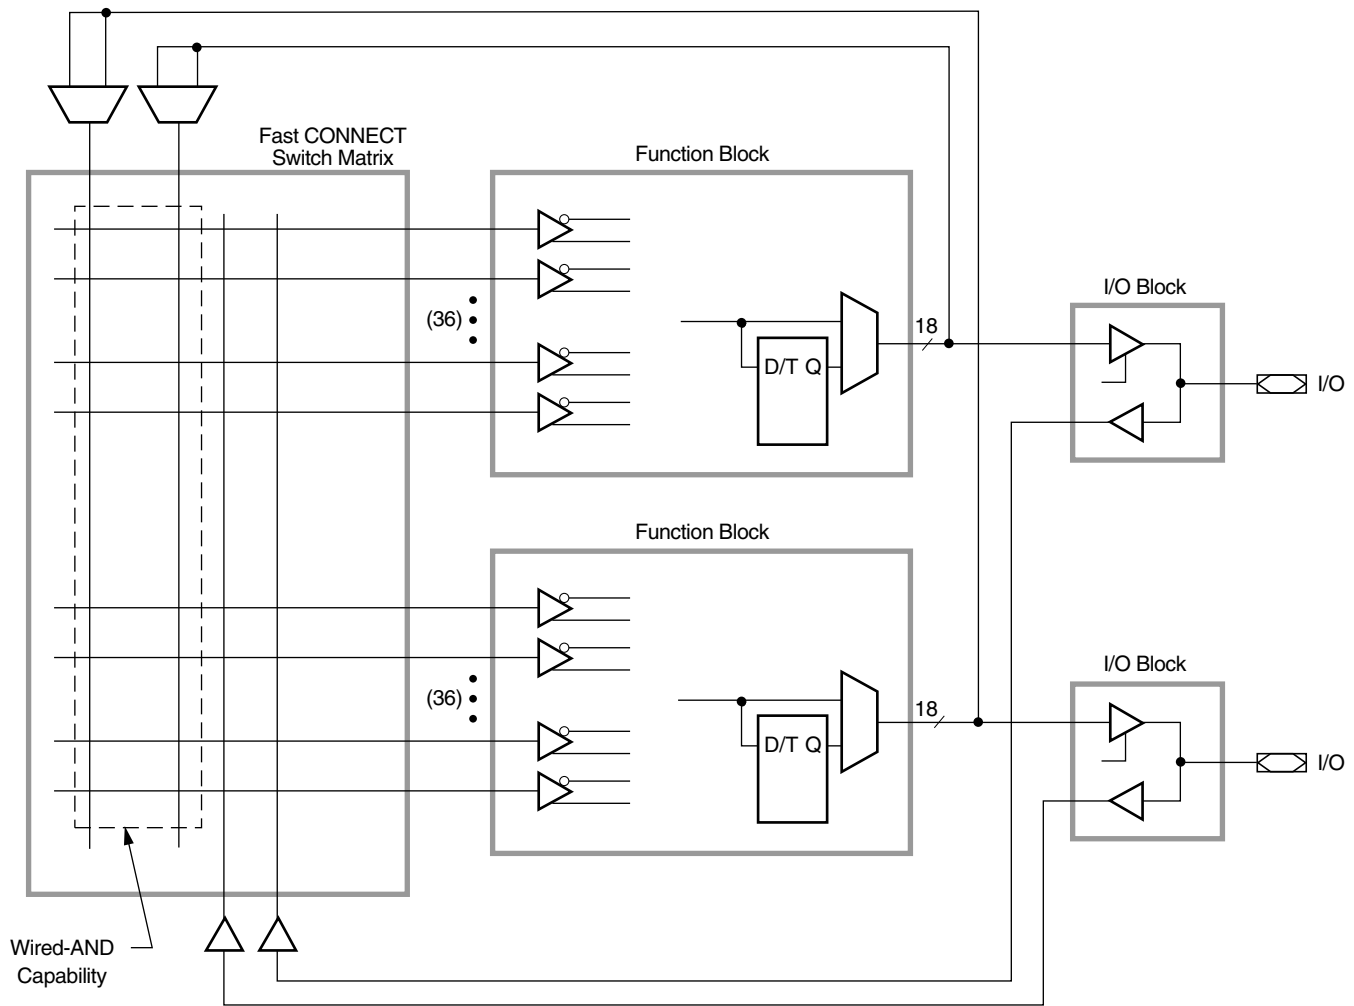 Fast CONNECT
Switch Matrix
Function Block
I/O Block
(36)
18
D/T Q
I/O
Function Block
I/O Block
(36)
18
D/T Q
I/O
Wired-AND
Capability